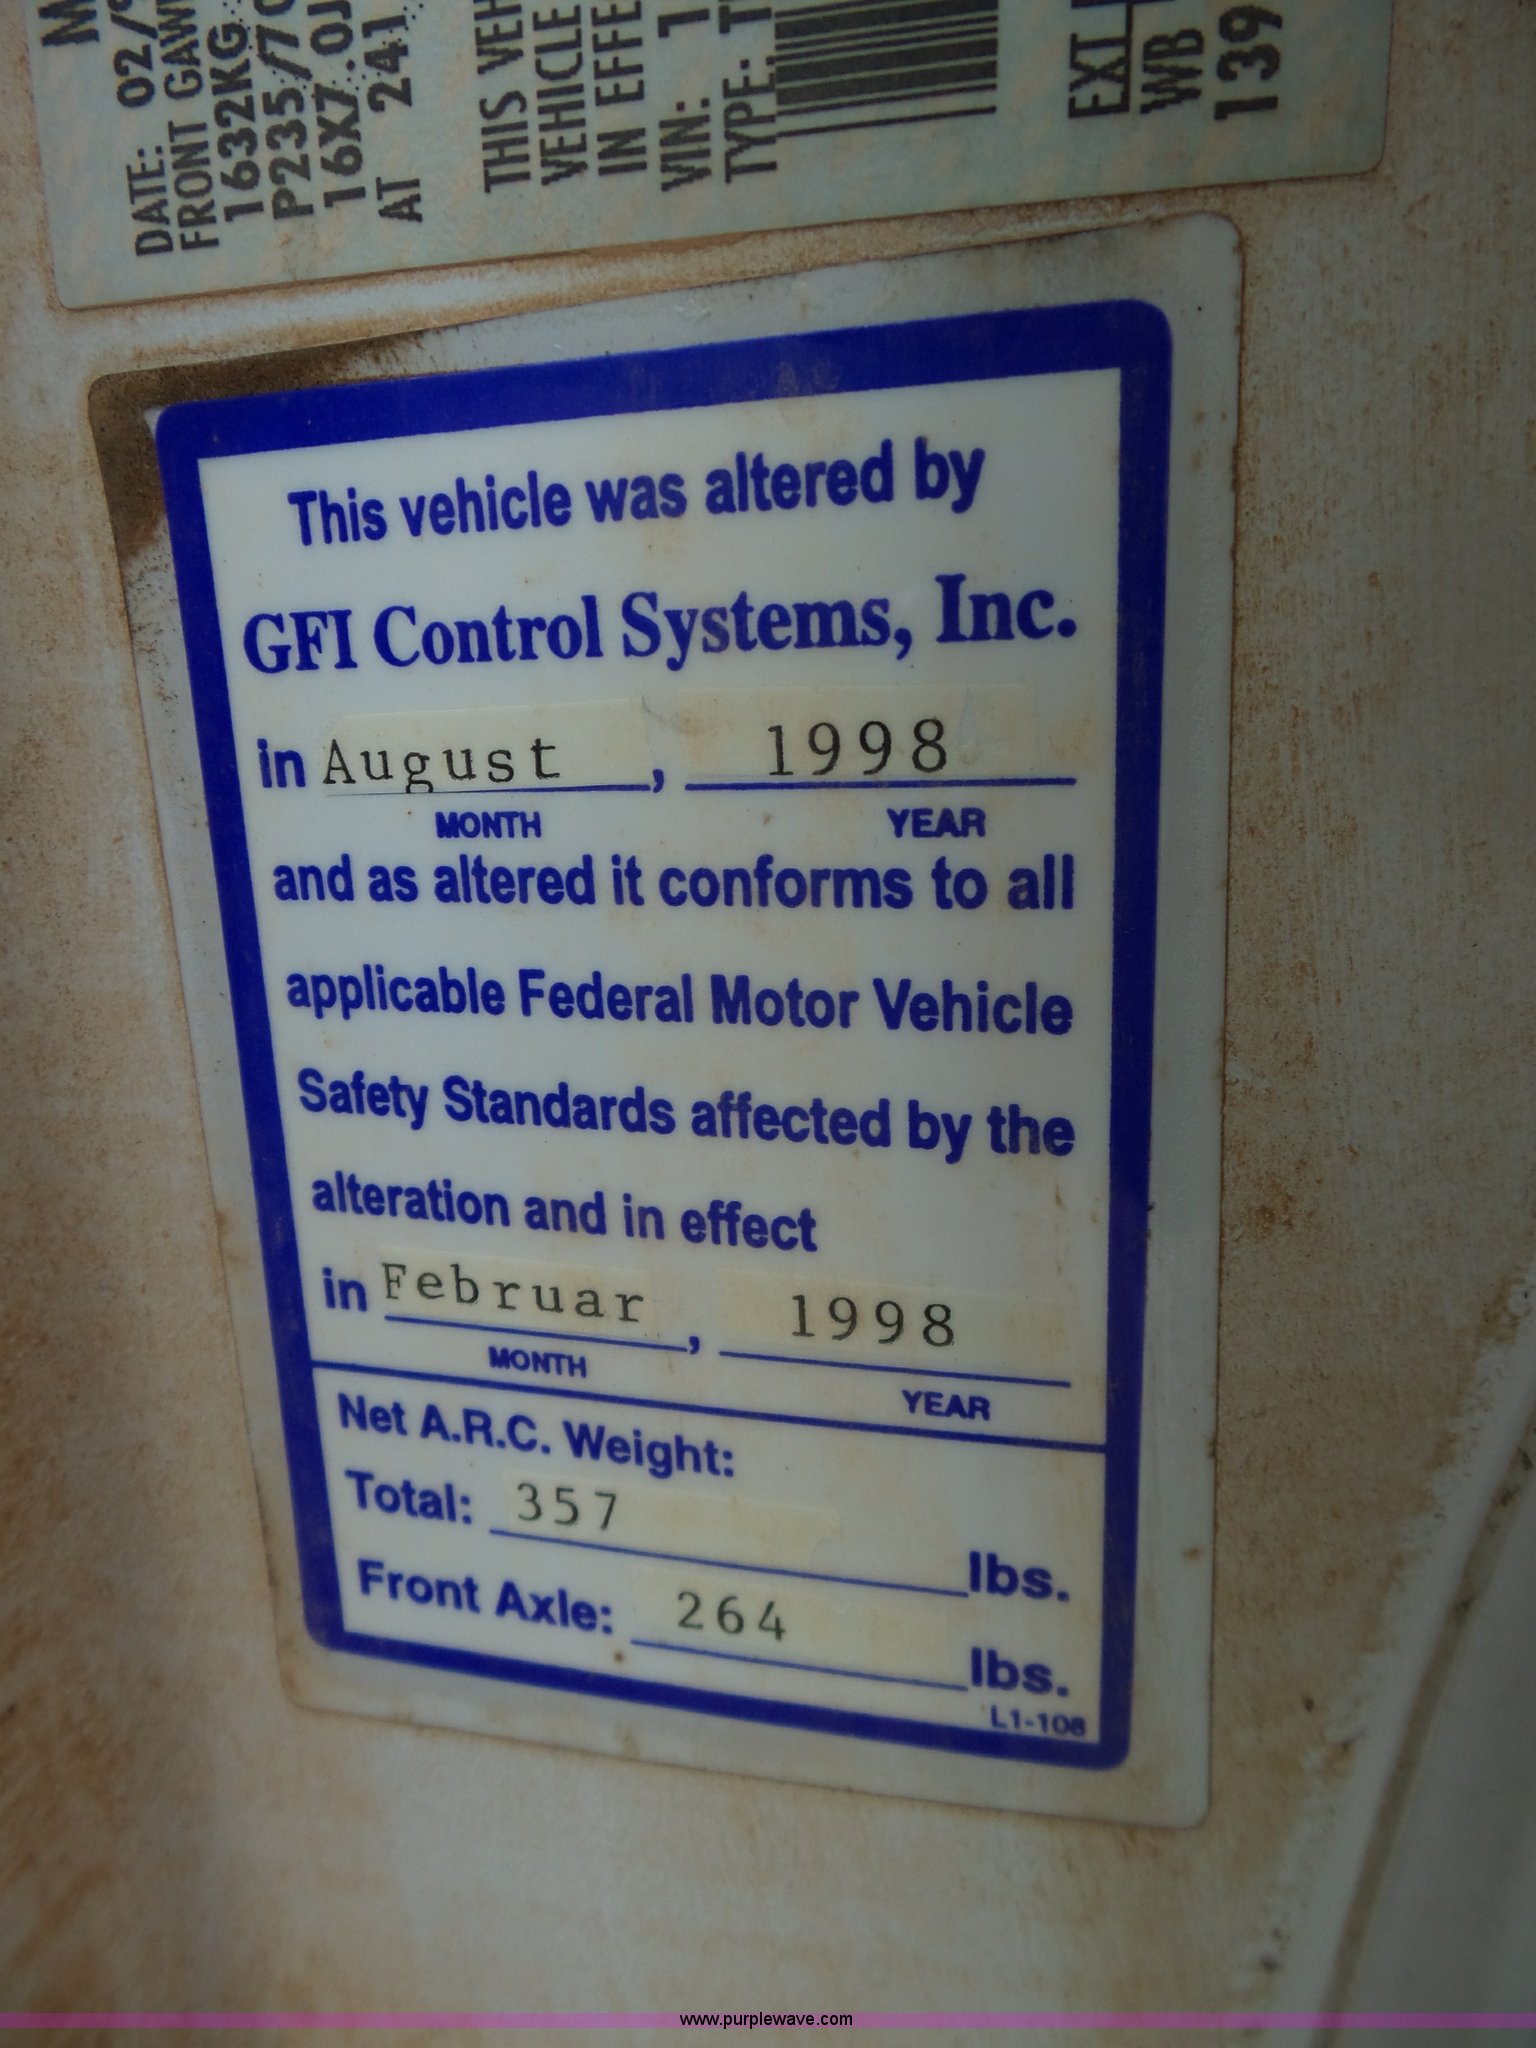 DATE: 02/
FRONT GAW
1632KG
P235/70
16X7.0J
AT 241
THIS VEH
VEHICLE
IN EFFE
VIN: 1
TYPE: T
EXT
WB
139
This vehicle was altered by
GFI Control Systems, Inc.
in August, 1998
MONTH YEAR
and as altered it conforms to all
applicable Federal Motor Vehicle
Safety Standards affected by the
alteration and in effect
in Februar, 1998
MONTH YEAR
Net A.R.C. Weight:
Total: 357 lbs.
Front Axle: 264 lbs.
L1-108
www.purplewave.com